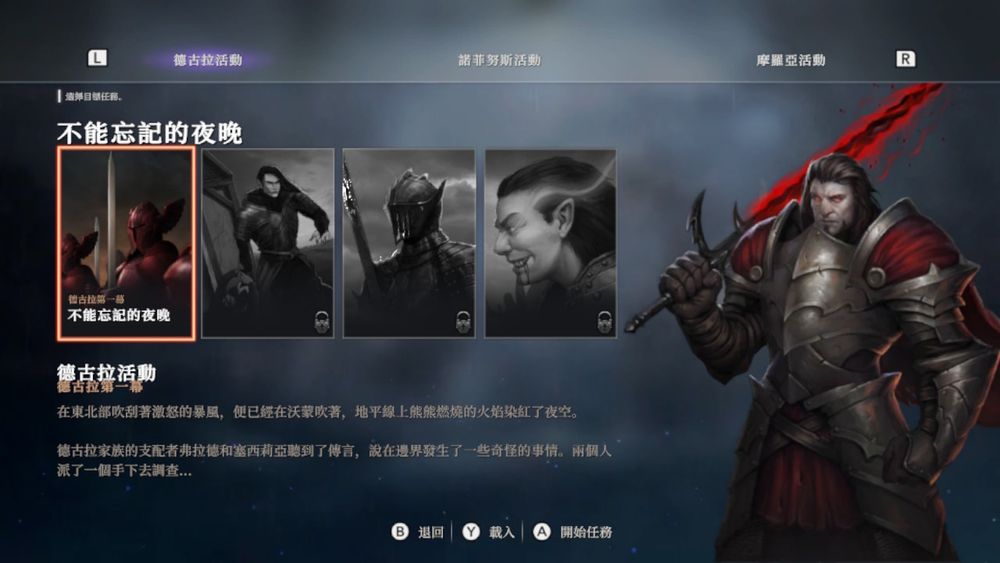 L
德古拉活動
諾菲努斯活動
摩羅亞活動
R
選擇目標任務。
不能忘記的夜晚
德古拉第一幕
不能忘記的夜晚
德古拉活動
德古拉第一幕
在東北部吹刮著激怒的暴風，便已經在沃蒙吹著，地平線上熊熊燃燒的火焰染紅了夜空。
德古拉家族的支配者弗拉德和塞西莉亞聽到了傳言，說在邊界發生了一些奇怪的事情。兩個人
派了一個手下去調查...
B 退回 Y 載入 A 開始任務